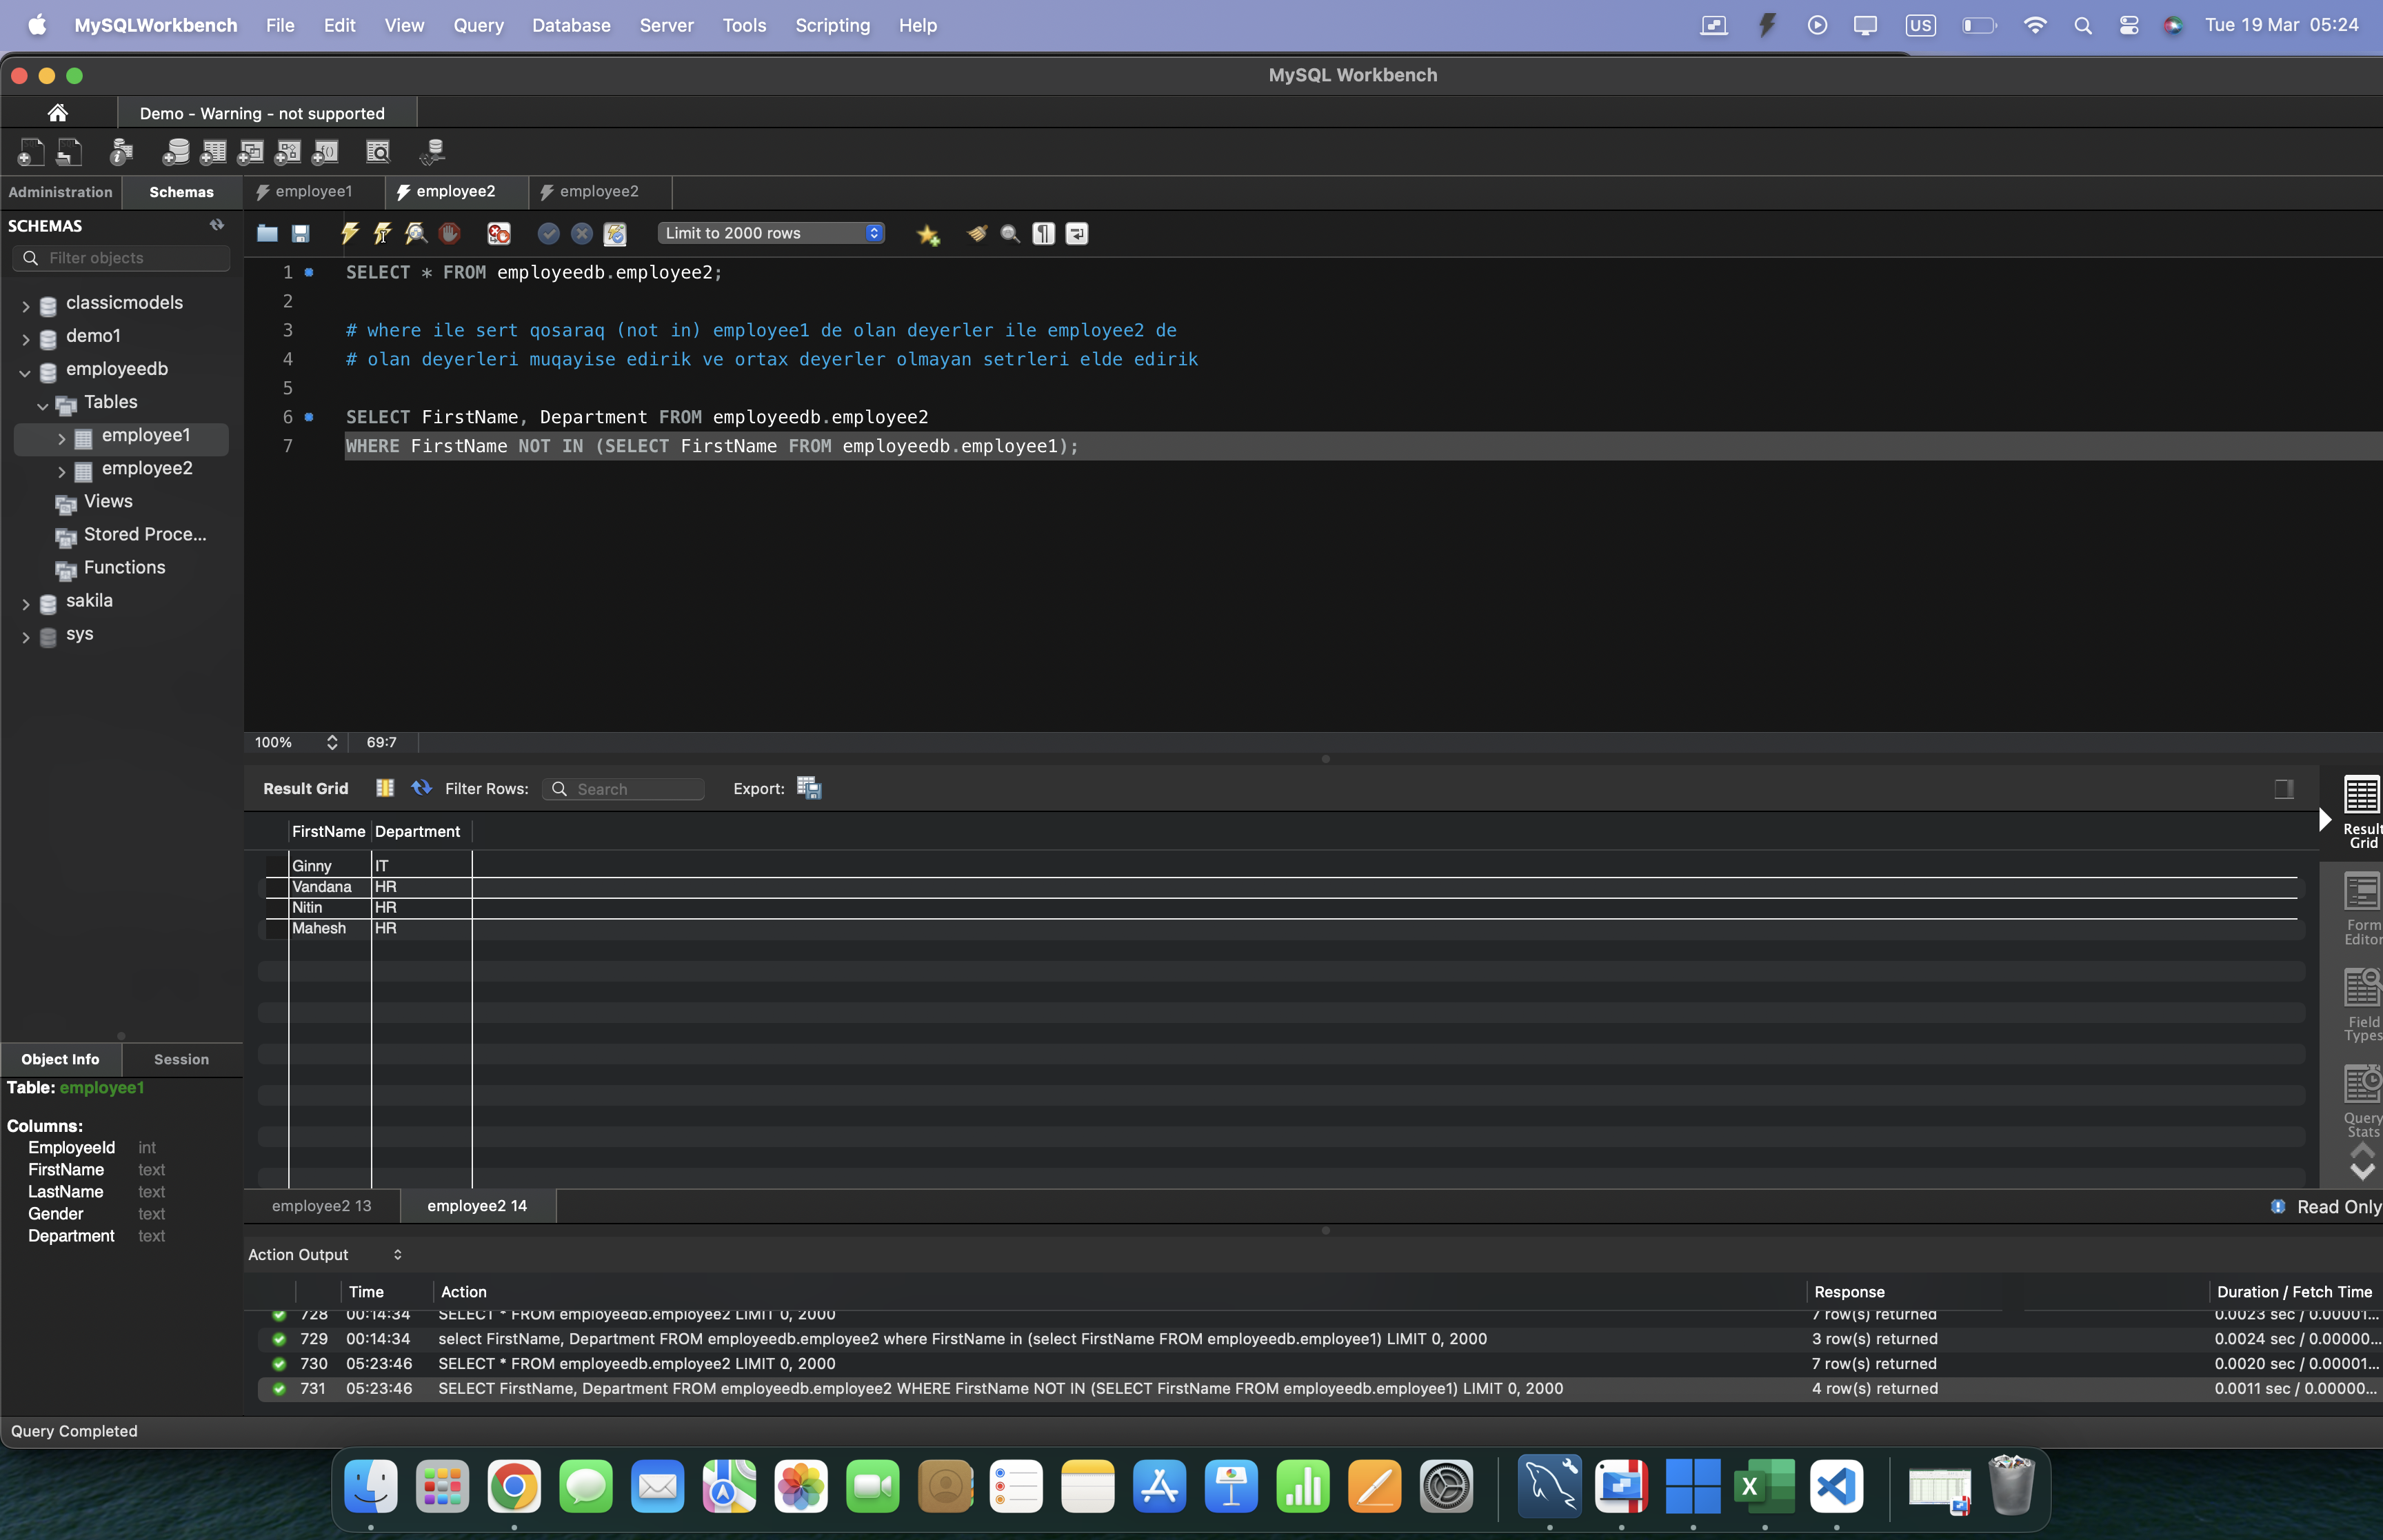 MySQLWorkbench File Edit View Query Database Server Tools Scripting Help US Tue 19 Mar 05:24
MySQL Workbench
Demo - Warning - not supported
Administration Schemas employee1 employee2 employee2
SCHEMAS
Limit to 2000 rows
Filter objects
classicmodels
demo1
employeedb
Tables
employee1
employee2
Views
Stored Proce...
Functions
sakila
sys
1 SELECT * FROM employeedb.employee2;
2
3 # where ile sert qosaraq (not in) employee1 de olan deyerler ile employee2 de
4 # olan deyerleri muqayise edirik ve ortax deyerler olmayan setrleri elde edirik
5
6 SELECT FirstName, Department FROM employeedb.employee2
7 WHERE FirstName NOT IN (SELECT FirstName FROM employeedb.employee1);
100% 69:7
Result Grid Filter Rows: Search Export:
FirstName Department
Ginny IT
Vandana HR
Nitin HR
Mahesh HR
Result
Grid
Form
Editor
Field
Types
Query
Stats
employee2 13 employee2 14 Read Only
Object Info Session
Table: employee1
Columns:
EmployeeId int
FirstName text
LastName text
Gender text
Department text
Action Output
Time Action Response Duration / Fetch Time
728 00:14:34 SELECT * FROM employeedb.employee2 LIMIT 0, 2000 7 row(s) returned 0.0023 sec / 0.00001...
729 00:14:34 select FirstName, Department FROM employeedb.employee2 where FirstName in (select FirstName FROM employeedb.employee1) LIMIT 0, 2000 3 row(s) returned 0.0024 sec / 0.00000...
730 05:23:46 SELECT * FROM employeedb.employee2 LIMIT 0, 2000 7 row(s) returned 0.0020 sec / 0.00001...
731 05:23:46 SELECT FirstName, Department FROM employeedb.employee2 WHERE FirstName NOT IN (SELECT FirstName FROM employeedb.employee1) LIMIT 0, 2000 4 row(s) returned 0.0011 sec / 0.00000...
Query Completed